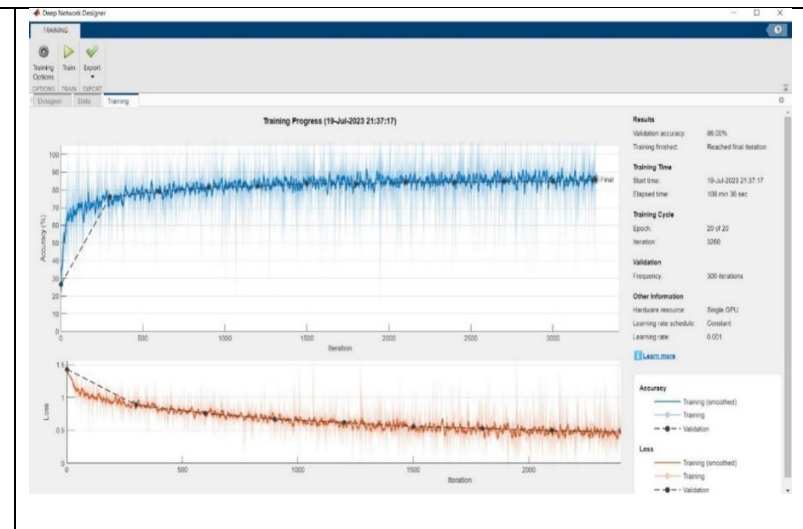 Deep Network Designer
TRAINING
Training Options
Train
Export
OPTIONS
TRAIN
EXPORT
Designer
Data
Training
Training Progress (19-Jul-2023 21:37:17)
Accuracy (%)
100
90
80
70
60
50
40
30
20
10
0
Final
0
500
1000
1500
2000
2500
3000
Iteration
Loss
1.5
1
0.5
0
0
500
1000
1500
2000
Iteration
Results
Validation accuracy: 86.00%
Training finished: Reached final iteration
Training Time
Start time: 19-Jul-2023 21:37:17
Elapsed time: 108 min 36 sec
Training Cycle
Epoch: 20 of 20
Iteration: 3260
Validation
Frequency: 300 iterations
Other Information
Hardware resource: Single GPU
Learning rate schedule: Constant
Learning rate: 0.001
Learn more
Accuracy
Training (smoothed)
Training
Validation
Loss
Training (smoothed)
Training
Validation